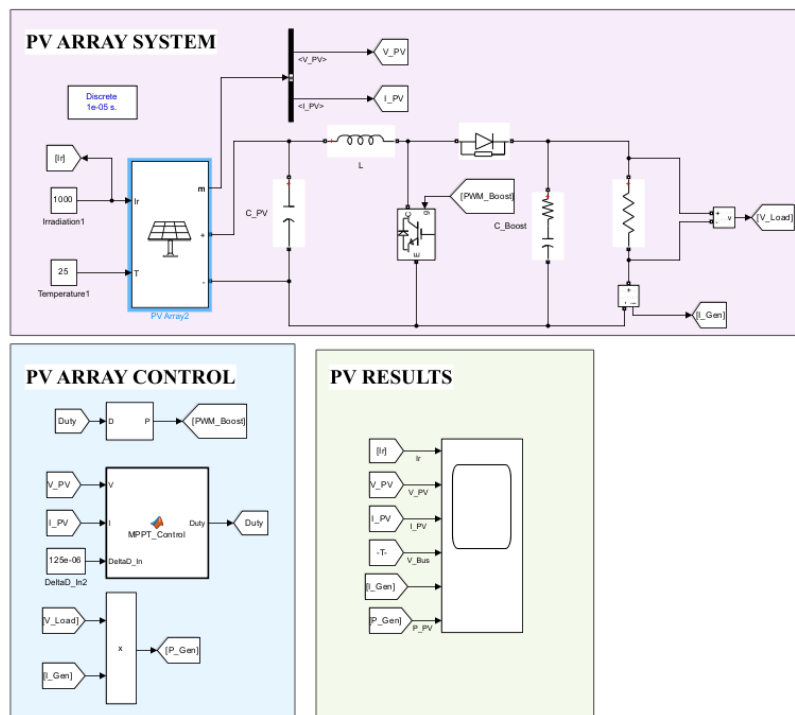 PV ARRAY SYSTEM
V_PV
<V_PV>
Discrete
1e-05 s.
I_PV
<I_PV>
[Ir]
m
L
1000
Ir
Irradiation1
C_PV
[PWM_Boost]
g
C
E
C_Boost
+
-
v
[V_Load]
+
25
T
-
Temperature1
PV Array2
+
-
i
[I_Gen]
PV ARRAY CONTROL
Duty
D
P
[PWM_Boost]
V_PV
V
I_PV
I
MPPT_Control
Duty
Duty
125e-06
DeltaD_In
DeltaD_In2
[V_Load]
x
[P_Gen]
[I_Gen]
PV RESULTS
[Ir]
Ir
V_PV
V_PV
I_PV
I_PV
-T-
V_Bus
[I_Gen]
[P_Gen]
P_PV